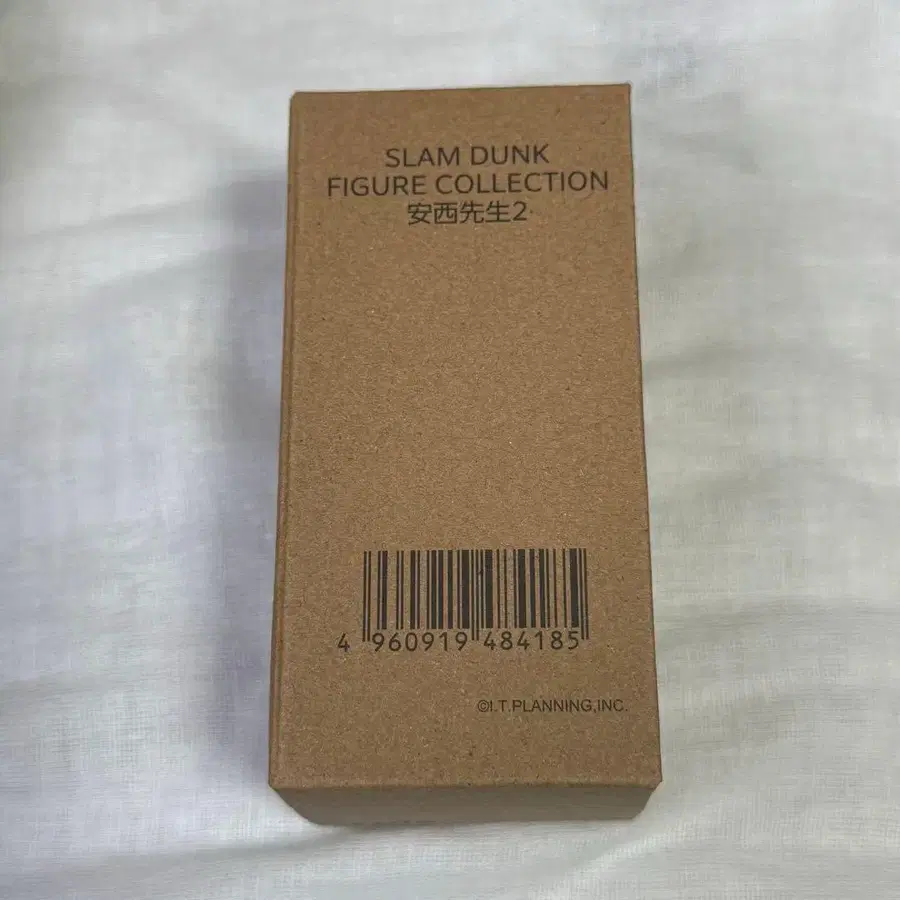 SLAM DUNK
FIGURE COLLECTION
安西先生2
4 960919 484185
©I.T.PLANNING,INC.